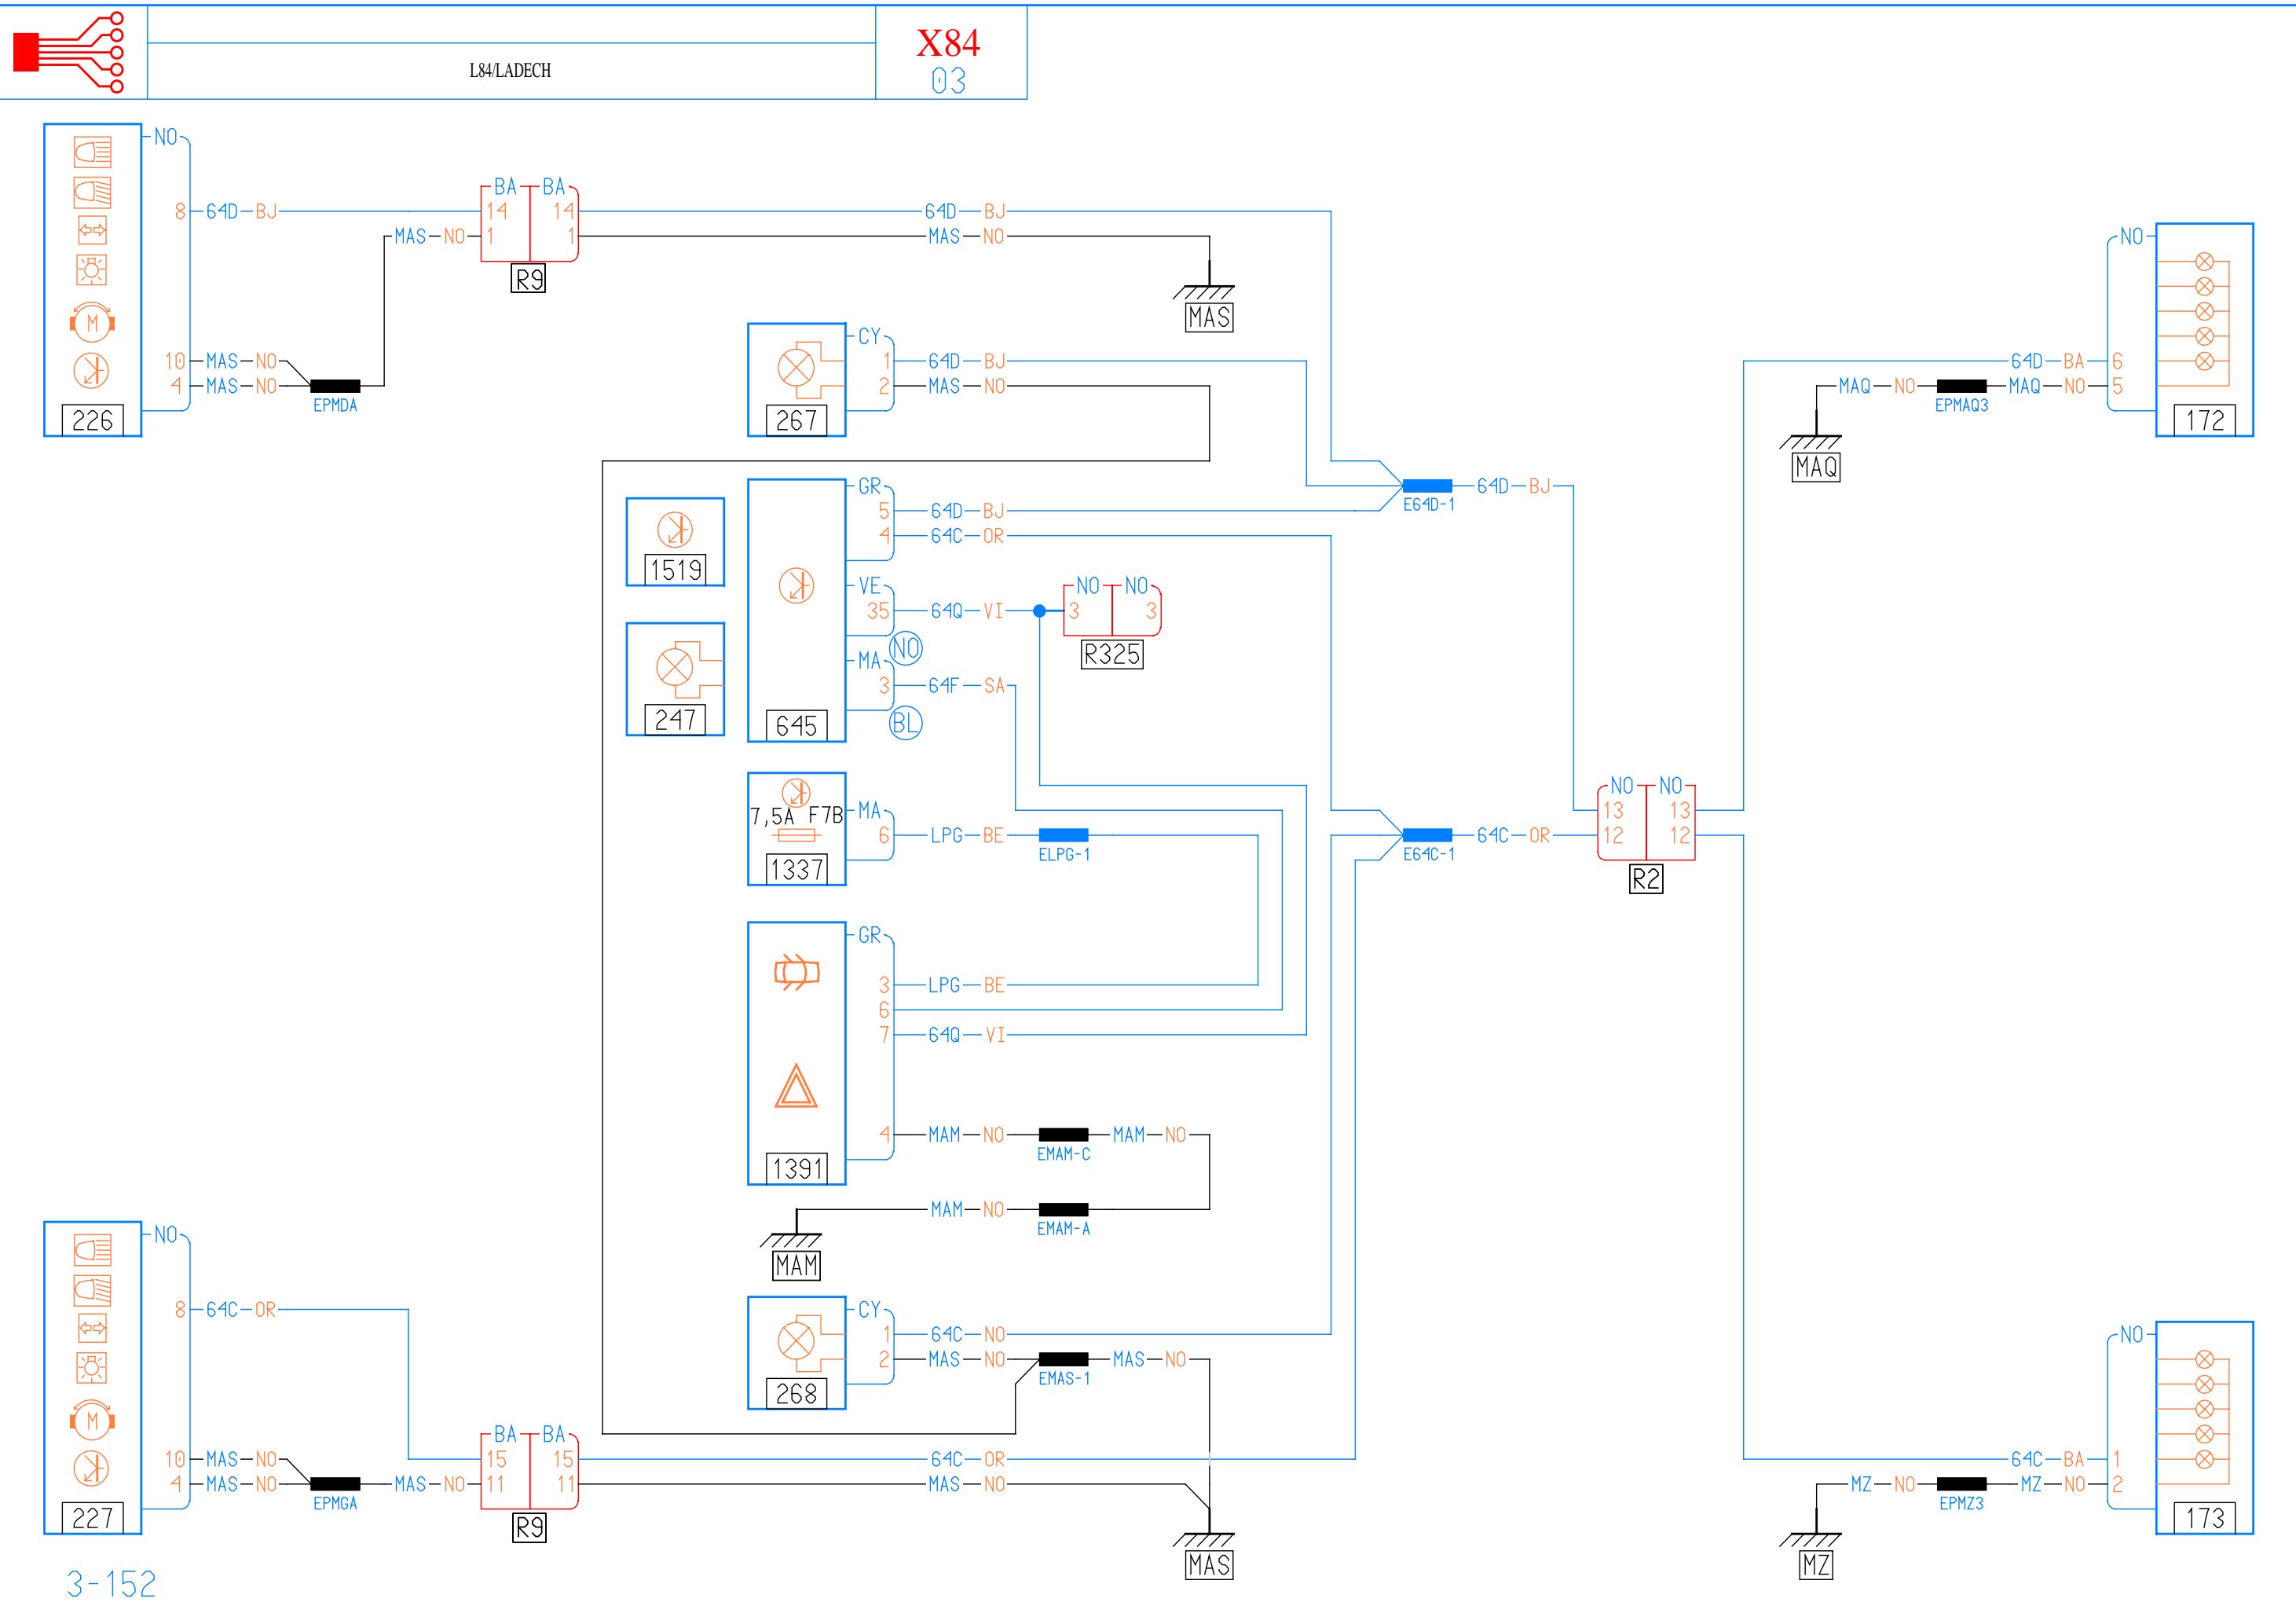 X84
L84/LADECH
03
NO
BA BA
8 64D BJ 14 14 64D BJ
MAS NO 1 1 MAS NO
R9
MAS
NO
CY
10 MAS NO 1 64D BJ 64D BA 6
4 MAS NO 2 MAS NO MAQ NO MAQ NO 5
EPMDA EPMAQ3
226 267 172
MAQ
GR
64D BJ
5 64D BJ E64D-1
4 64C OR
1519
VE NO NO
35 64Q VI 3 3
NO R325
MA
3 64F SA
247 645 BL
NO NO
7,5A F7B MA 13 13
6 LPG BE 64C OR 12 12
ELPG-1 E64C-1
1337 R2
GR
3 LPG BE
6
7 64Q VI
4 MAM NO MAM NO
EMAM-C
1391
MAM NO
EMAM-A
NO
MAM
8 64C OR CY
1 64C NO NO
2 MAS NO MAS NO
EMAS-1
268
BA BA
10 MAS NO 15 15 64C OR 64C BA 1
4 MAS NO MAS NO 11 11 MAS NO MZ NO MZ NO 2
EPMGA EPMZ3
227 R9 173
MAS MZ
3-152